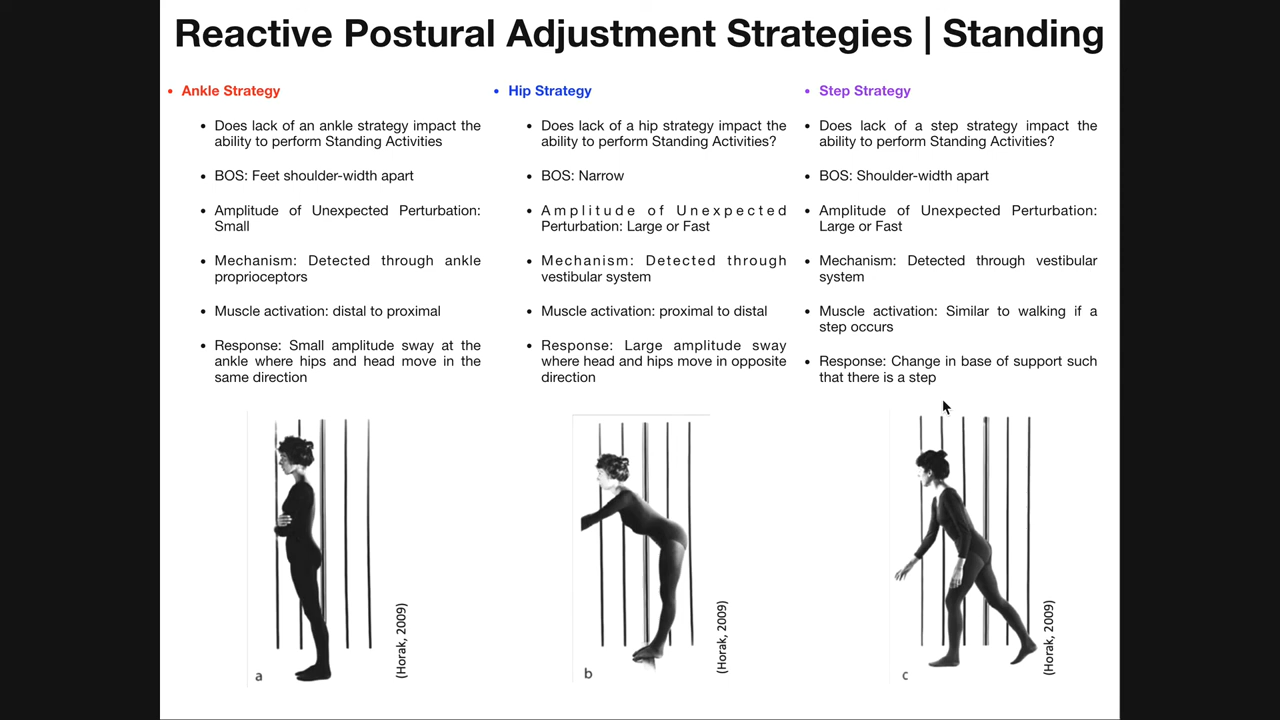 Reactive Postural Adjustment Strategies | Standing
• Ankle Strategy
• Does lack of an ankle strategy impact the
ability to perform Standing Activities
• BOS: Feet shoulder-width apart
• Amplitude of Unexpected Perturbation:
Small
• Mechanism: Detected through ankle
proprioceptors
• Muscle activation: distal to proximal
• Response: Small amplitude sway at the
ankle where hips and head move in the
same direction
a
(Horak, 2009)
• Hip Strategy
• Does lack of a hip strategy impact the
ability to perform Standing Activities?
• BOS: Narrow
• Amplitude of Unexpected
Perturbation: Large or Fast
• Mechanism: Detected through
vestibular system
• Muscle activation: proximal to distal
• Response: Large amplitude sway
where head and hips move in opposite
direction
b
(Horak, 2009)
• Step Strategy
• Does lack of a step strategy impact the
ability to perform Standing Activities?
• BOS: Shoulder-width apart
• Amplitude of Unexpected Perturbation:
Large or Fast
• Mechanism: Detected through vestibular
system
• Muscle activation: Similar to walking if a
step occurs
• Response: Change in base of support such
that there is a step
c
(Horak, 2009)